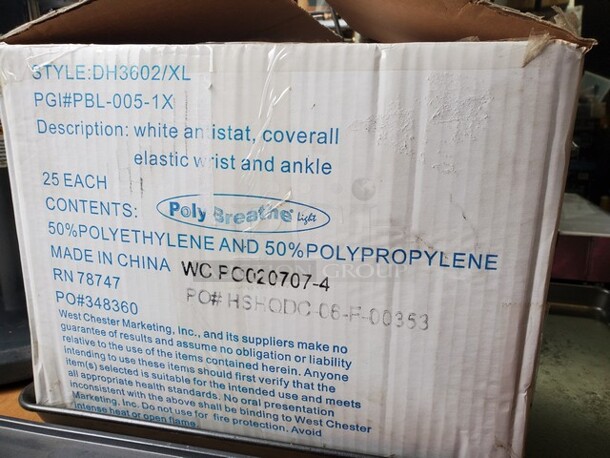 STYLE:DH3602/XL
PGI#PBL-005-1X
Description: white antistat, coverall
elastic wrist and ankle
25 EACH
CONTENTS: Poly Breathe light
50%POLYETHYLENE AND 50%POLYPROPYLENE
MADE IN CHINA WC PO020707-4
RN 78747 GROUP
PO#348360 PO# HSHQDC-06-F-00353
West Chester Marketing, Inc., and its suppliers make no
guarantee of results and assume no obligation or liability
relative to the use of the items contained herein. Anyone
intending to use these items should first verify that the
item(s) selected is suitable for the intended use and meets
all appropriate health standards. No oral presentation
inconsistent with the above shall be binding to West Chester
Marketing, Inc. Do not use for fire protection. Avoid
intense heat or open flame